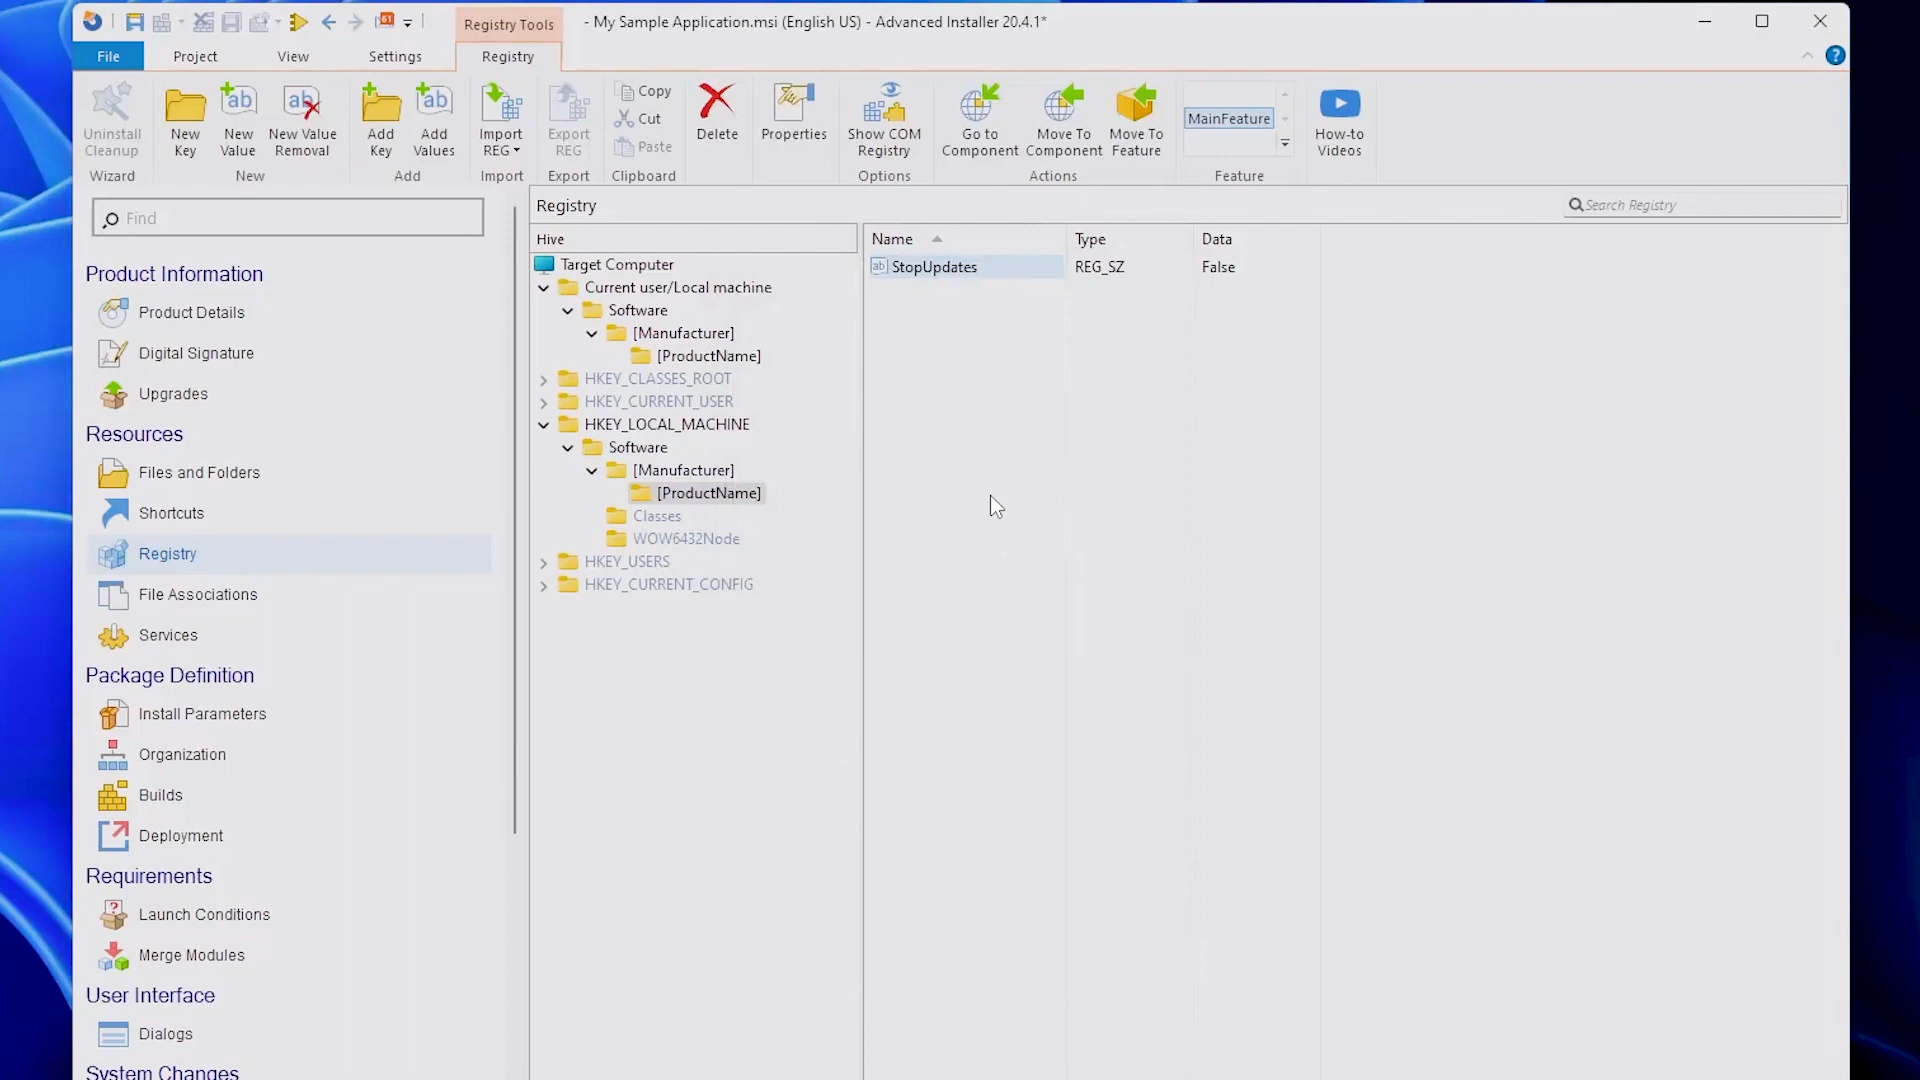 Registry Tools
- My Sample Application.msi (English US) - Advanced Installer 20.4.1*
61
File
Project
View
Settings
Registry
?
Uninstall Cleanup
New Key
New Value
New Value Removal
Add Key
Add Values
Import REG
Export REG
Copy
Cut
Paste
Delete
Properties
Show COM Registry
Go to Component
Move To Component
Move To Feature
MainFeature
How-to Videos
Wizard
New
Add
Import
Export
Clipboard
Options
Actions
Feature
Find
Product Information
Product Details
Digital Signature
Upgrades
Resources
Files and Folders
Shortcuts
Registry
File Associations
Services
Package Definition
Install Parameters
Organization
Builds
Deployment
Requirements
Launch Conditions
Merge Modules
User Interface
Dialogs
System Changes
Registry
Search Registry
Hive
Target Computer
Current user/Local machine
Software
[Manufacturer]
[ProductName]
HKEY_CLASSES_ROOT
HKEY_CURRENT_USER
HKEY_LOCAL_MACHINE
Software
[Manufacturer]
[ProductName]
Classes
WOW6432Node
HKEY_USERS
HKEY_CURRENT_CONFIG
Name Type Data
ab StopUpdates REG_SZ False